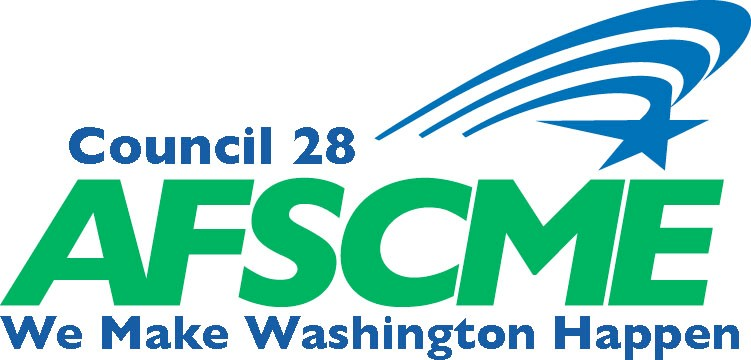 Council 28
AFSCME
We Make Washington Happen